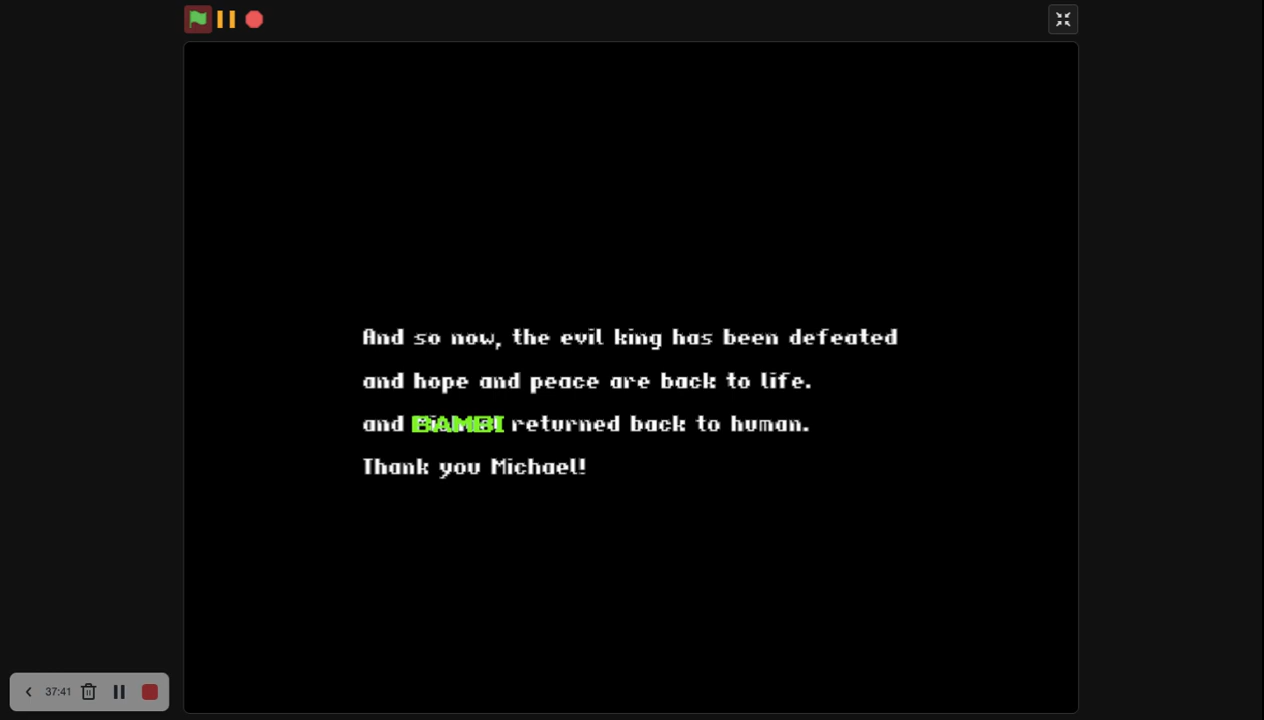 And so now, the evil king has been defeated
and hope and peace are back to life.
and BAMBI returned back to human.
Thank you Michael!
37:41